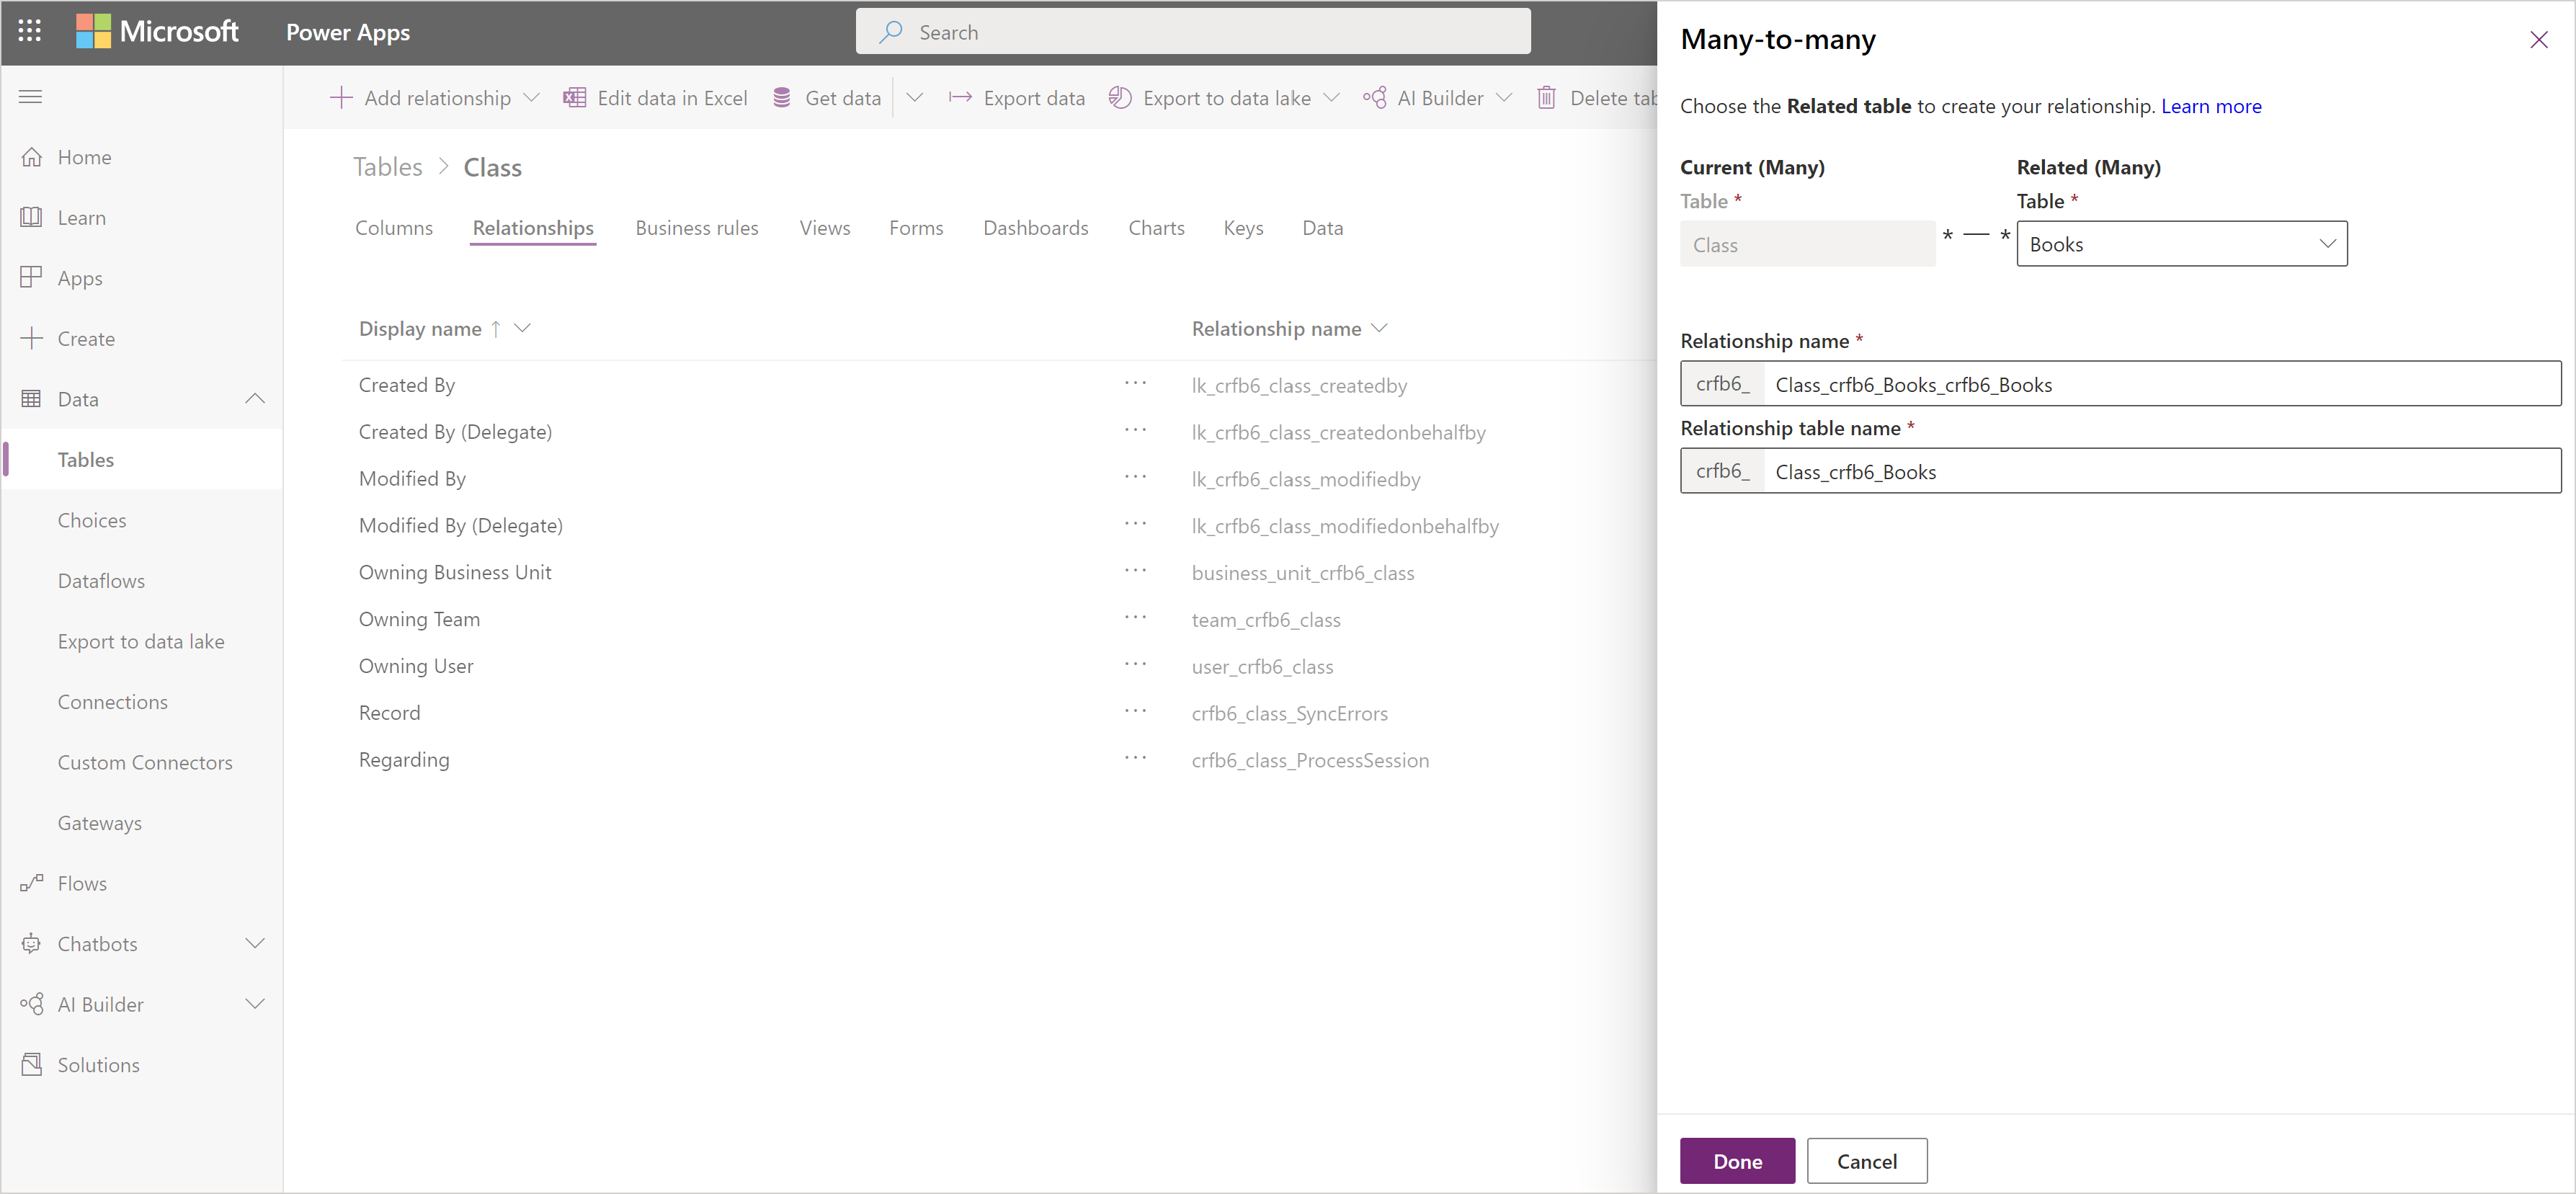 Microsoft Power Apps
Search
Add relationship Edit data in Excel Get data Export data Export to data lake AI Builder Delete tab
Home
Learn
Apps
Create
Data
Tables
Choices
Dataflows
Export to data lake
Connections
Custom Connectors
Gateways
Flows
Chatbots
AI Builder
Solutions
Tables > Class
Columns Relationships Business rules Views Forms Dashboards Charts Keys Data
Display name ↑ Relationship name
Created By ··· lk_crfb6_class_createdby
Created By (Delegate) ··· lk_crfb6_class_createdonbehalfby
Modified By ··· lk_crfb6_class_modifiedby
Modified By (Delegate) ··· lk_crfb6_class_modifiedonbehalfby
Owning Business Unit ··· business_unit_crfb6_class
Owning Team ··· team_crfb6_class
Owning User ··· user_crfb6_class
Record ··· crfb6_class_SyncErrors
Regarding ··· crfb6_class_ProcessSession
Many-to-many
Choose the Related table to create your relationship. Learn more
Current (Many) Related (Many)
Table * Table *
Class * — * Books
Relationship name *
crfb6_ Class_crfb6_Books_crfb6_Books
Relationship table name *
crfb6_ Class_crfb6_Books
Done Cancel